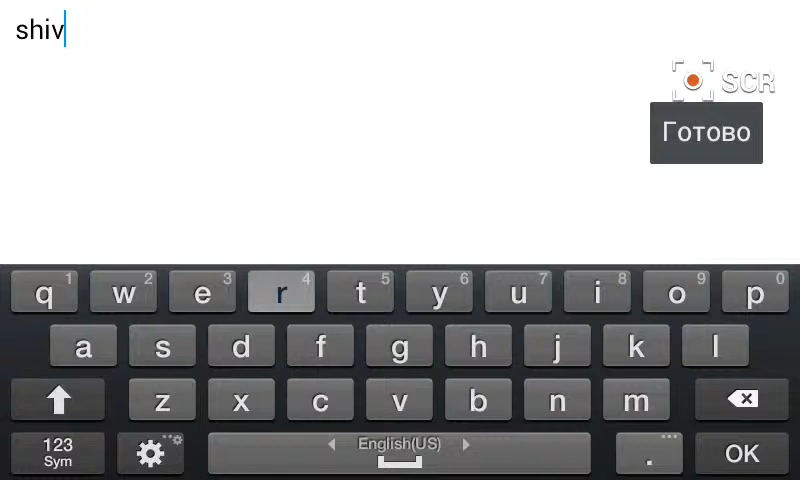 shiv
SCR
Готово
q 1 w 2 e 3 r 4 t 5 y 6 u 7 i 8 o 9 p 0
a s d f g h j k l
z x c v b n m
123 Sym English(US) . ... OK